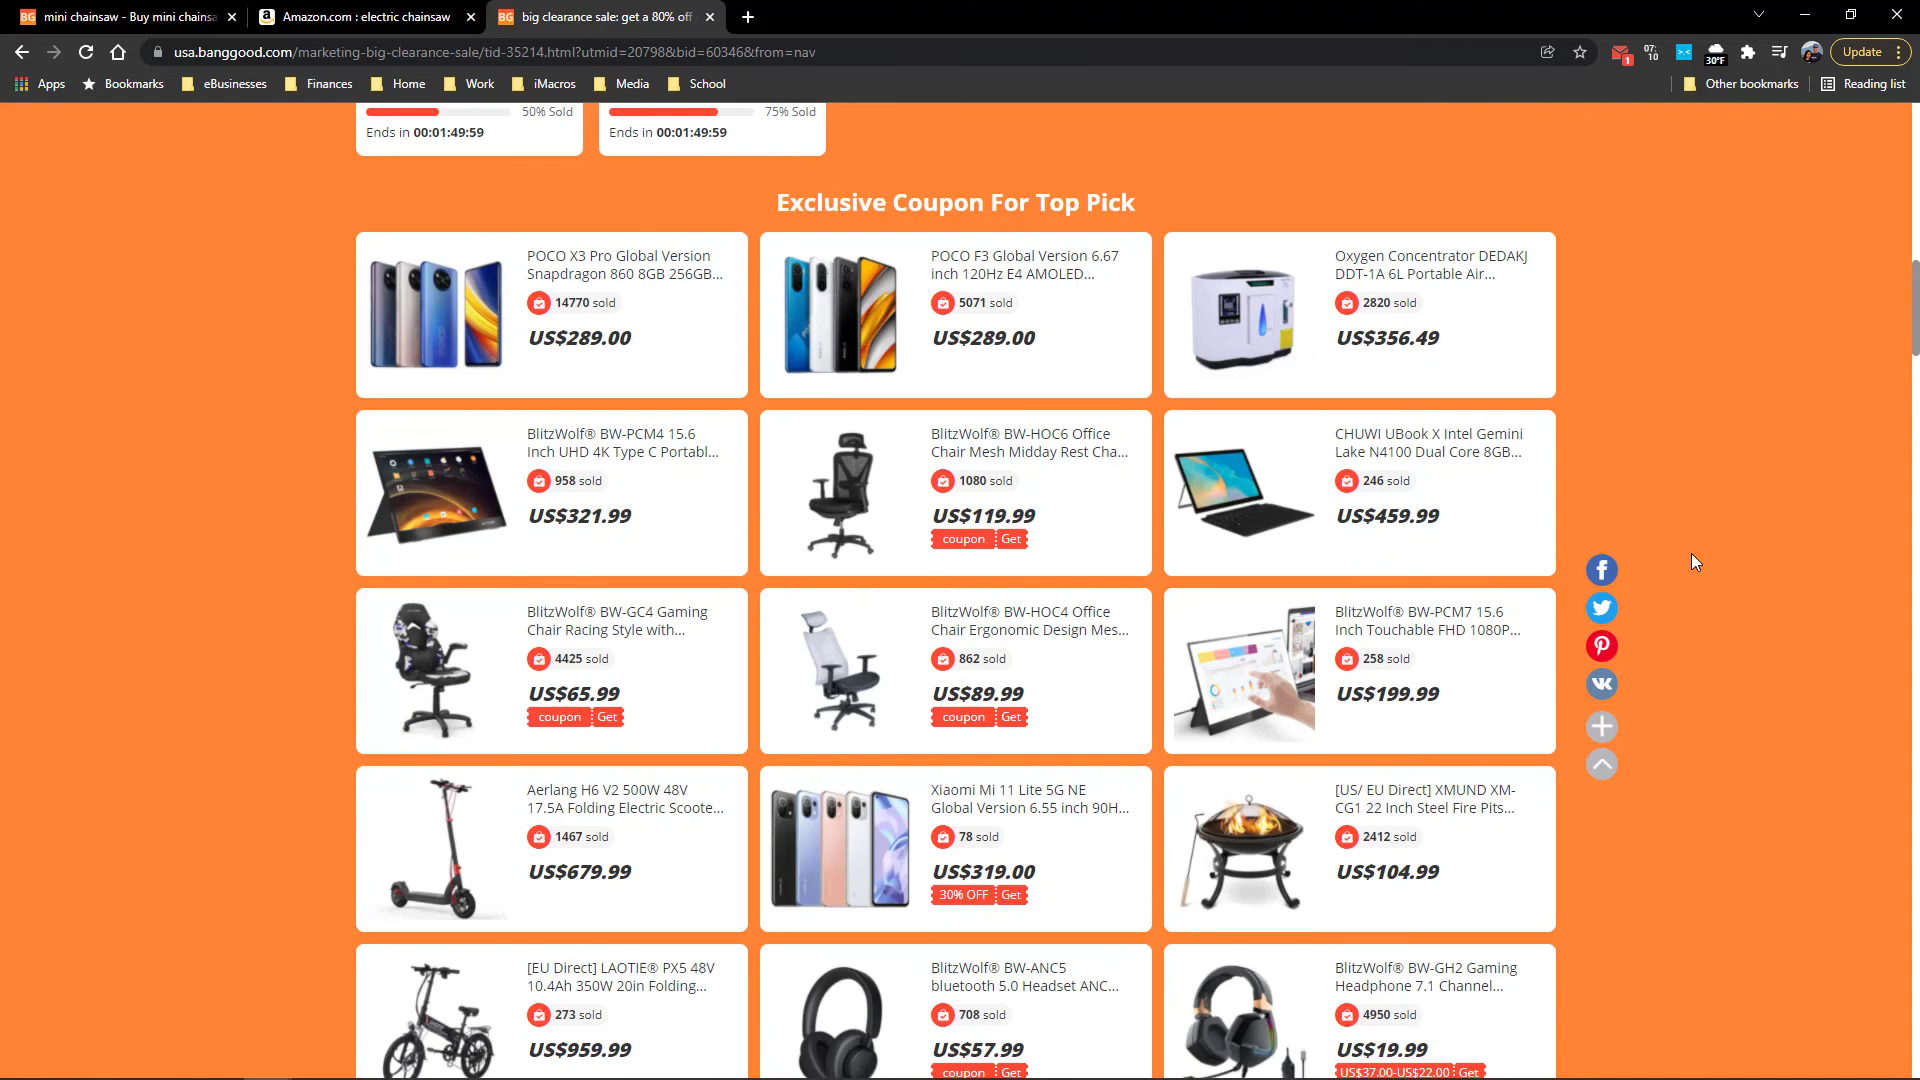 mini chainsaw - Buy mini chainsa
Amazon.com : electric chainsaw
big clearance sale: get a 80% off
usa.banggood.com/marketing-big-clearance-sale/tid-35214.html?utmid=20798&bid=60346&from=nav
1
07:
10
30°F
Update
Apps
Bookmarks
eBusinesses
Finances
Home
Work
iMacros
Media
School
Other bookmarks
Reading list
50% Sold
Ends in 00:01:49:59
75% Sold
Ends in 00:01:49:59
Exclusive Coupon For Top Pick
POCO X3 Pro Global Version
Snapdragon 860 8GB 256GB...
14770 sold
US$289.00
POCO F3 Global Version 6.67
inch 120Hz E4 AMOLED...
5071 sold
US$289.00
Oxygen Concentrator DEDAKJ
DDT-1A 6L Portable Air...
2820 sold
US$356.49
BlitzWolf® BW-PCM4 15.6
Inch UHD 4K Type C Portabl...
958 sold
US$321.99
BlitzWolf® BW-HOC6 Office
Chair Mesh Midday Rest Cha...
1080 sold
US$119.99
coupon Get
CHUWI UBook X Intel Gemini
Lake N4100 Dual Core 8GB...
246 sold
US$459.99
BlitzWolf® BW-GC4 Gaming
Chair Racing Style with...
4425 sold
US$65.99
coupon Get
BlitzWolf® BW-HOC4 Office
Chair Ergonomic Design Mes...
862 sold
US$89.99
coupon Get
BlitzWolf® BW-PCM7 15.6
Inch Touchable FHD 1080P...
258 sold
US$199.99
Aerlang H6 V2 500W 48V
17.5A Folding Electric Scoote...
1467 sold
US$679.99
Xiaomi Mi 11 Lite 5G NE
Global Version 6.55 inch 90H...
78 sold
US$319.00
30% OFF Get
[US/ EU Direct] XMUND XM-
CG1 22 Inch Steel Fire Pits...
2412 sold
US$104.99
[EU Direct] LAOTIE® PX5 48V
10.4Ah 350W 20in Folding...
273 sold
US$959.99
BlitzWolf® BW-ANC5
bluetooth 5.0 Headset ANC...
708 sold
US$57.99
coupon Get
BlitzWolf® BW-GH2 Gaming
Headphone 7.1 Channel...
4950 sold
US$19.99
US$37.00-US$22.00 Get